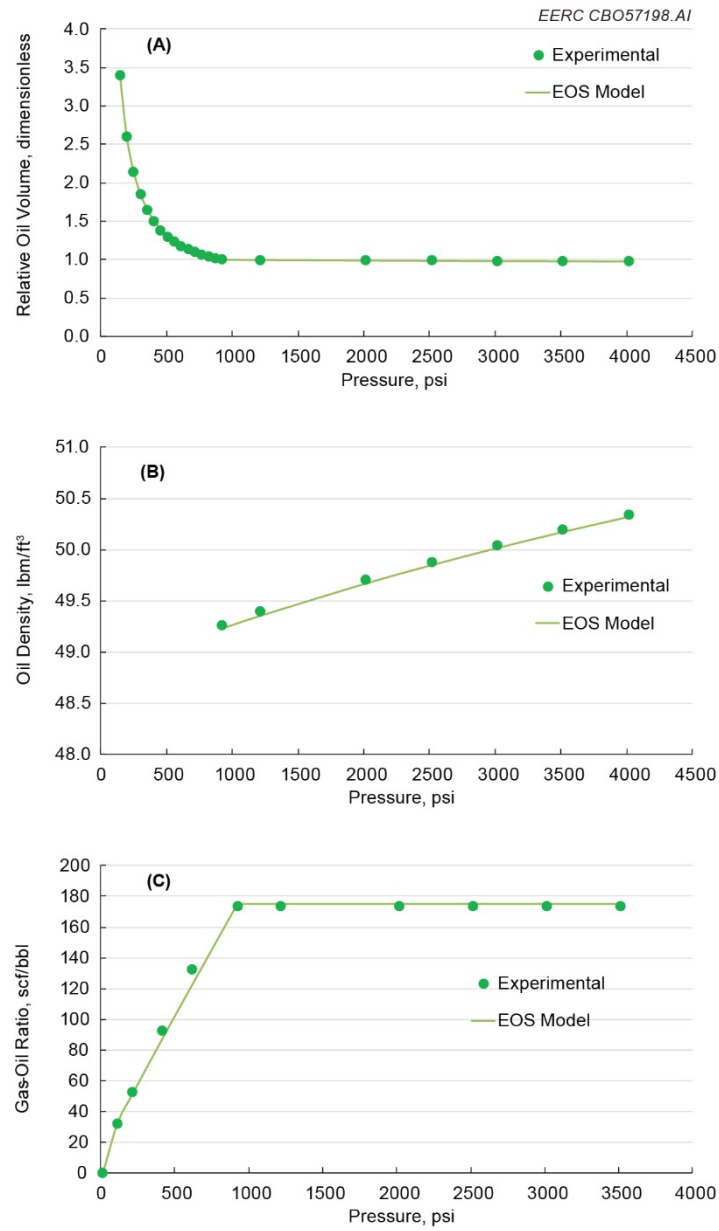 EERC CBO57198.AI
(A)
Relative Oil Volume, dimensionless
4.0
3.5
3.0
2.5
2.0
1.5
1.0
0.5
0.0
Experimental
EOS Model
0 500 1000 1500 2000 2500 3000 3500 4000 4500
Pressure, psi
(B)
Oil Density, lbm/ft³
51.0
50.5
50.0
49.5
49.0
48.5
48.0
Experimental
EOS Model
0 500 1000 1500 2000 2500 3000 3500 4000 4500
Pressure, psi
(C)
Gas-Oil Ratio, scf/bbl
200
180
160
140
120
100
80
60
40
20
0
Experimental
EOS Model
0 500 1000 1500 2000 2500 3000 3500 4000
Pressure, psi